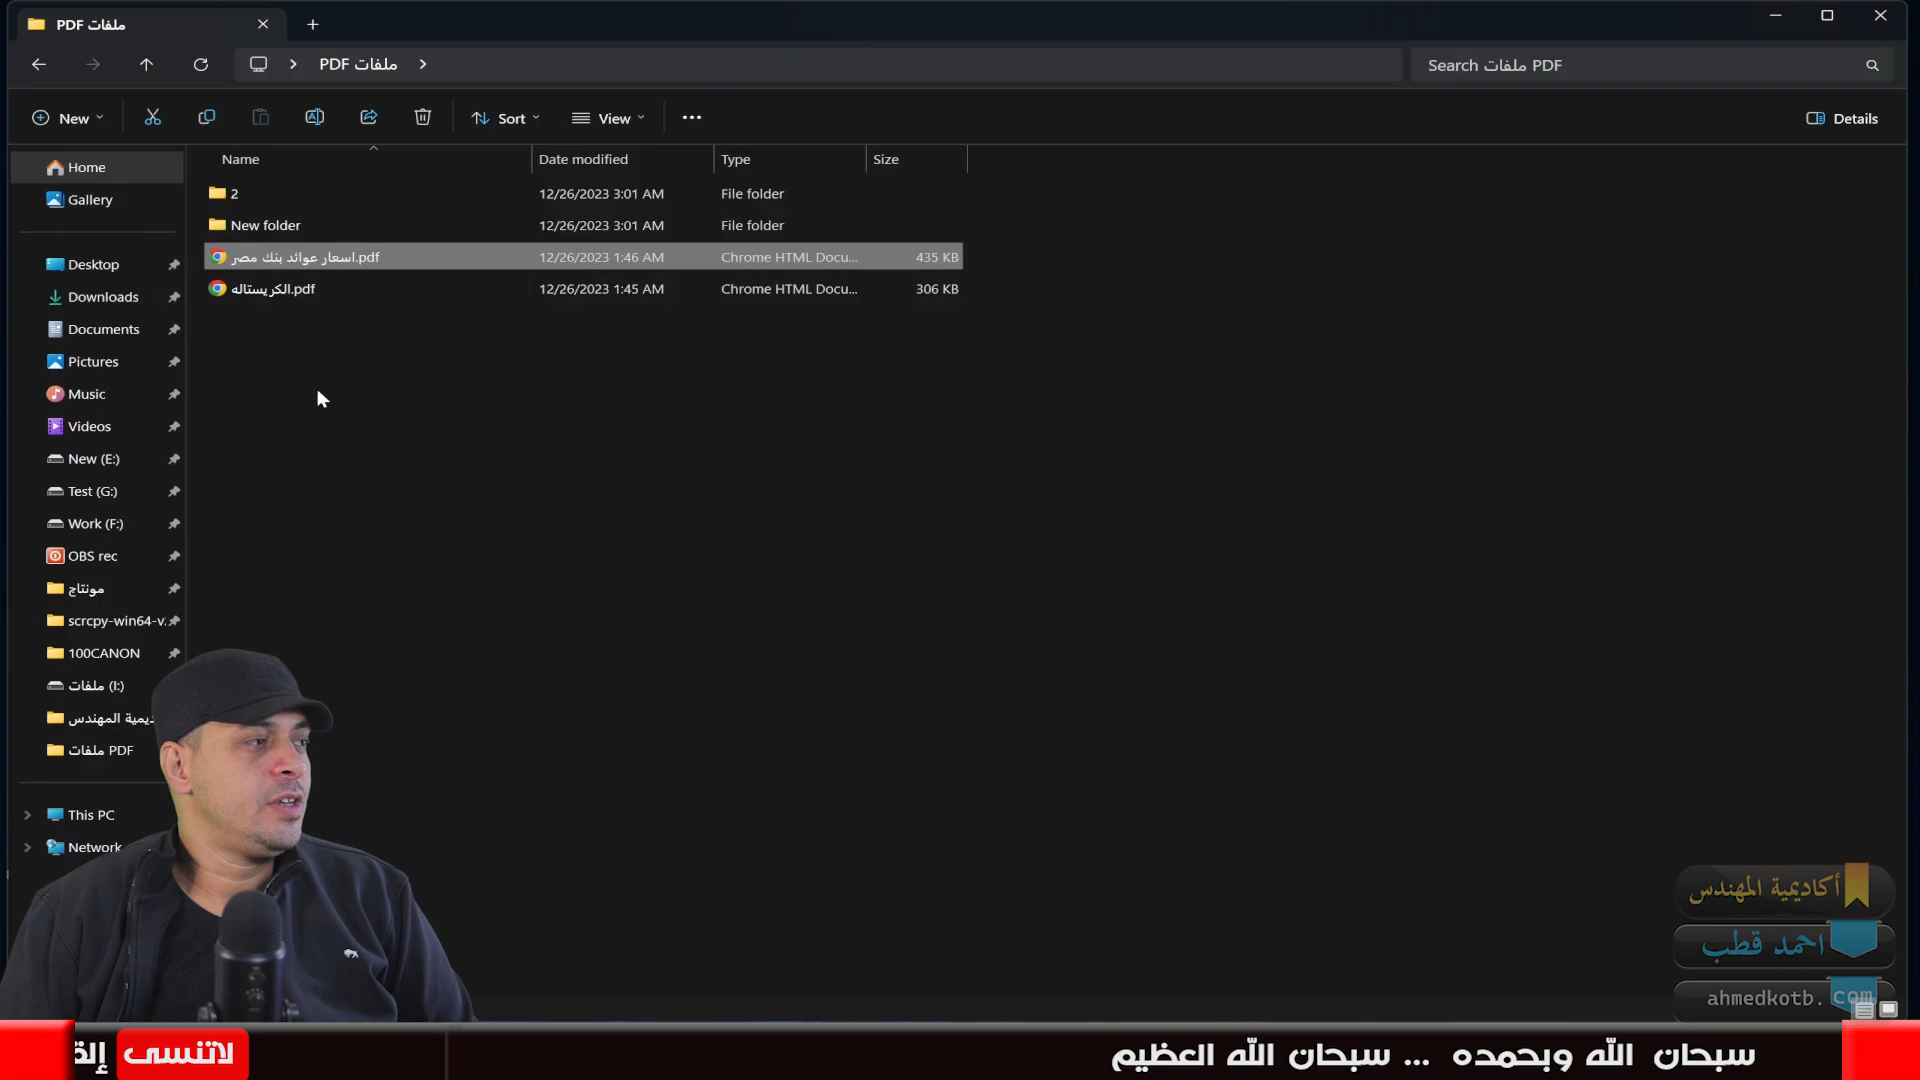 ملفات PDF
ملفات PDF
Search ملفات PDF
New
Sort
View
Details
Name
Date modified
Type
Size
2
12/26/2023 3:01 AM
File folder
New folder
12/26/2023 3:01 AM
File folder
اسعار عوائد بنك مصر.pdf
12/26/2023 1:46 AM
Chrome HTML Docu...
435 KB
الكريستاله.pdf
12/26/2023 1:45 AM
Chrome HTML Docu...
306 KB
Home
Gallery
Desktop
Downloads
Documents
Pictures
Music
Videos
New (E:)
Test (G:)
Work (F:)
OBS rec
مونتاج
scrcpy-win64-v.
100CANON
ملفات (I:)
المهندس
ملفات PDF
This PC
Network
أكاديمية المهندس
احمد قطب
ahmedkotb.com
لاتنسى
سبحان الله وبحمده ... سبحان الله العظيم